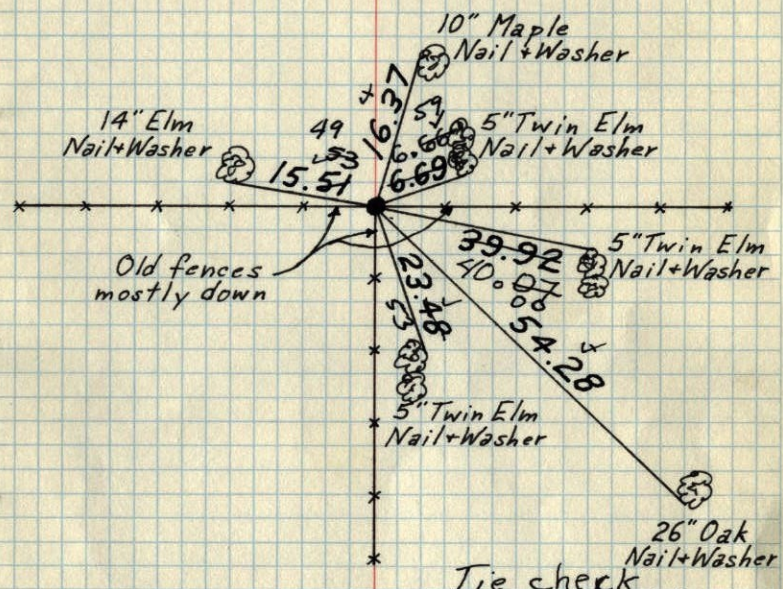 10" Maple
Nail + Washer
16.37
14" Elm
Nail+Washer
49
53
15.51
59
6.66
6.69
5" Twin Elm
Nail + Washer
39.92
40.07
00
5" Twin Elm
Nail+Washer
Old fences
mostly down
23.48
53
54.28
5" Twin Elm
Nail+Washer
26" Oak
Nail+Washer
Tie check